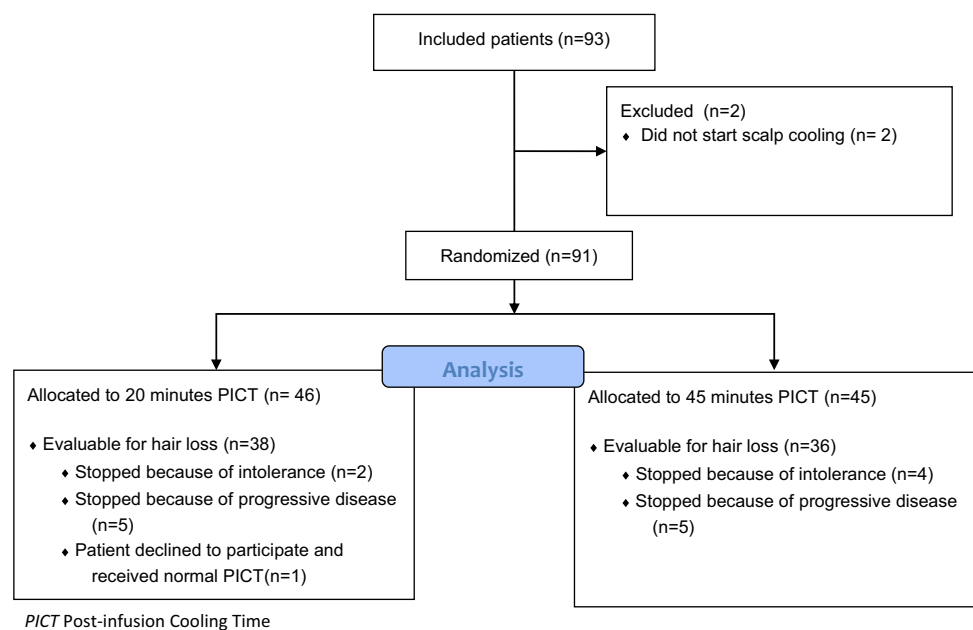 Included patients (n=93)
Excluded  (n=2)
♦ Did not start scalp cooling (n= 2)
Randomized (n=91)
Analysis
Allocated to 20 minutes PICT (n= 46)
♦ Evaluable for hair loss (n=38)
♦ Stopped because of intolerance (n=2)
♦ Stopped because of progressive disease
(n=5)
♦ Patient declined to participate and
received normal PICT(n=1)
Allocated to 45 minutes PICT (n=45)
♦ Evaluable for hair loss (n=36)
♦ Stopped because of intolerance (n=4)
♦ Stopped because of progressive disease
(n=5)
PICT Post-infusion Cooling Time